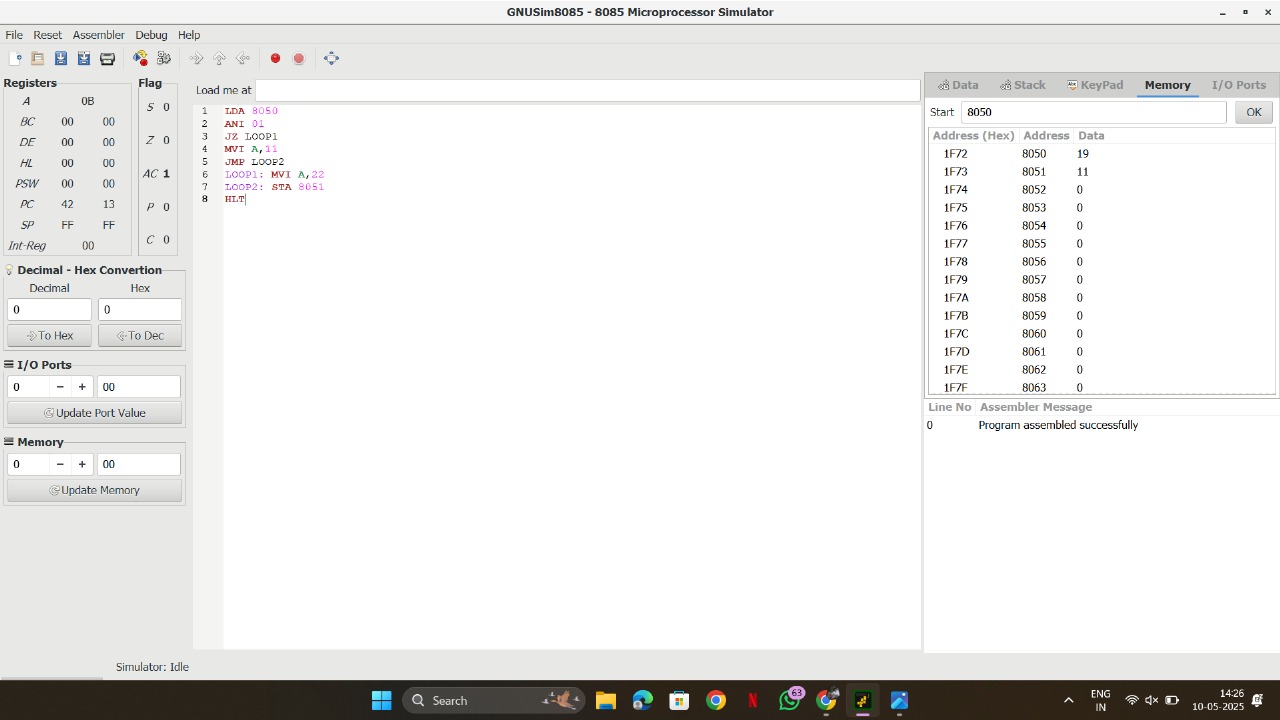 GNUSim8085 - 8085 Microprocessor Simulator
File Reset Assembler Debug Help
Registers
A 0B
BC 00 00
DE 00 00
HL 00 00
PSW 00 00
PC 42 13
SP FF FF
Int-Reg 00
Flag
S 0
Z 0
AC 1
P 0
C 0
Decimal - Hex Convertion
Decimal Hex
0 0
To Hex To Dec
I/O Ports
0 − + 00
Update Port Value
Memory
0 − + 00
Update Memory
Load me at
1 LDA 8050
2 ANI 01
3 JZ LOOP1
4 MVI A,11
5 JMP LOOP2
6 LOOP1: MVI A,22
7 LOOP2: STA 8051
8 HLT
Data Stack KeyPad Memory I/O Ports
Start 8050 OK
Address (Hex) Address Data
1F72 8050 19
1F73 8051 11
1F74 8052 0
1F75 8053 0
1F76 8054 0
1F77 8055 0
1F78 8056 0
1F79 8057 0
1F7A 8058 0
1F7B 8059 0
1F7C 8060 0
1F7D 8061 0
1F7E 8062 0
1F7F 8063 0
Line No Assembler Message
0 Program assembled successfully
Simulator: Idle
Search
63
ENG
IN
14:26
10-05-2025